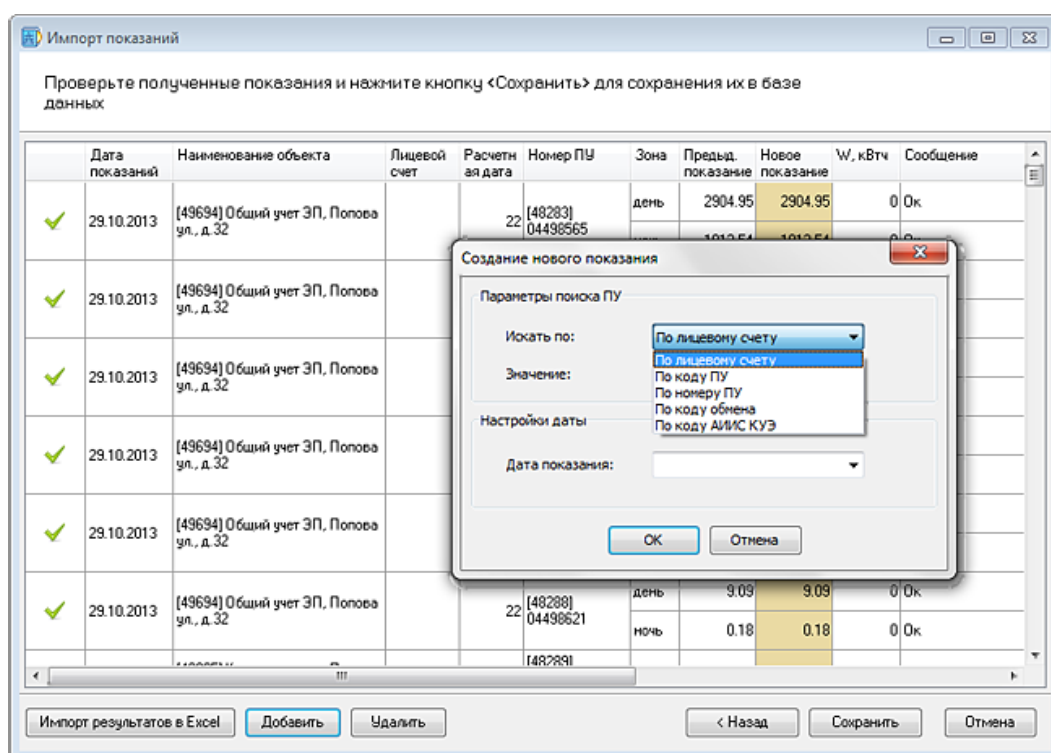 Импорт показаний
Проверьте полученные показания и нажмите кнопку <Сохранить> для сохранения их в базе
данных
Дата показаний Наименование объекта Лицевой счет Расчетн ая дата Номер ПУ Зона Предыд. показание Новое показание W, кВтч Сообщение
29.10.2013 [49694] Общий учет ЭП, Попова ул., д.32 22 [48283] 04498565 день 2904.95 2904.95 0 Ок
29.10.2013 [49694] Общий учет ЭП, Попова ул., д.32
29.10.2013 [49694] Общий учет ЭП, Попова ул., д.32
29.10.2013 [49694] Общий учет ЭП, Попова ул., д.32
29.10.2013 [49694] Общий учет ЭП, Попова ул., д.32
29.10.2013 [49694] Общий учет ЭП, Попова ул., д.32 22 [48288] 04498621 день 9.09 9.09 0 Ок
ночь 0.18 0.18 0 Ок
[48289]
Создание нового показания
Параметры поиска ПУ
Искать по: По лицевому счету
По лицевому счету
Значение:
По коду ПУ
По номеру ПУ
По коду обмена
По коду АИИС КУЭ
Настройки даты
Дата показания:
ОК Отмена
Импорт результатов в Excel Добавить Удалить < Назад Сохранить Отмена